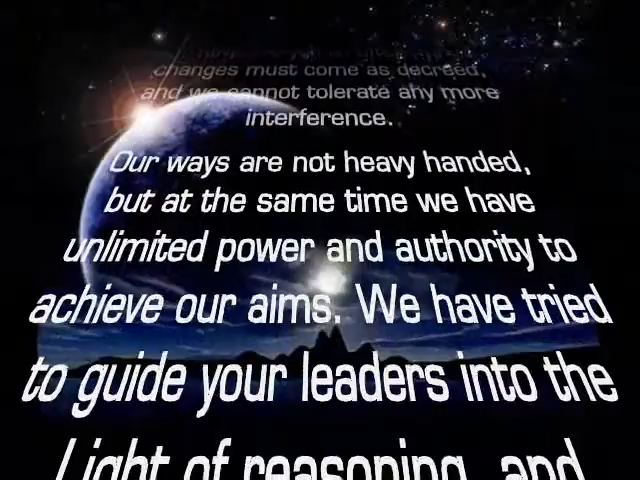 changes must come as decreed,
and we cannot tolerate any more
interference.
Our ways are not heavy handed,
but at the same time we have
unlimited power and authority to
achieve our aims. We have tried
to guide your leaders into the
Light of reasoning, and